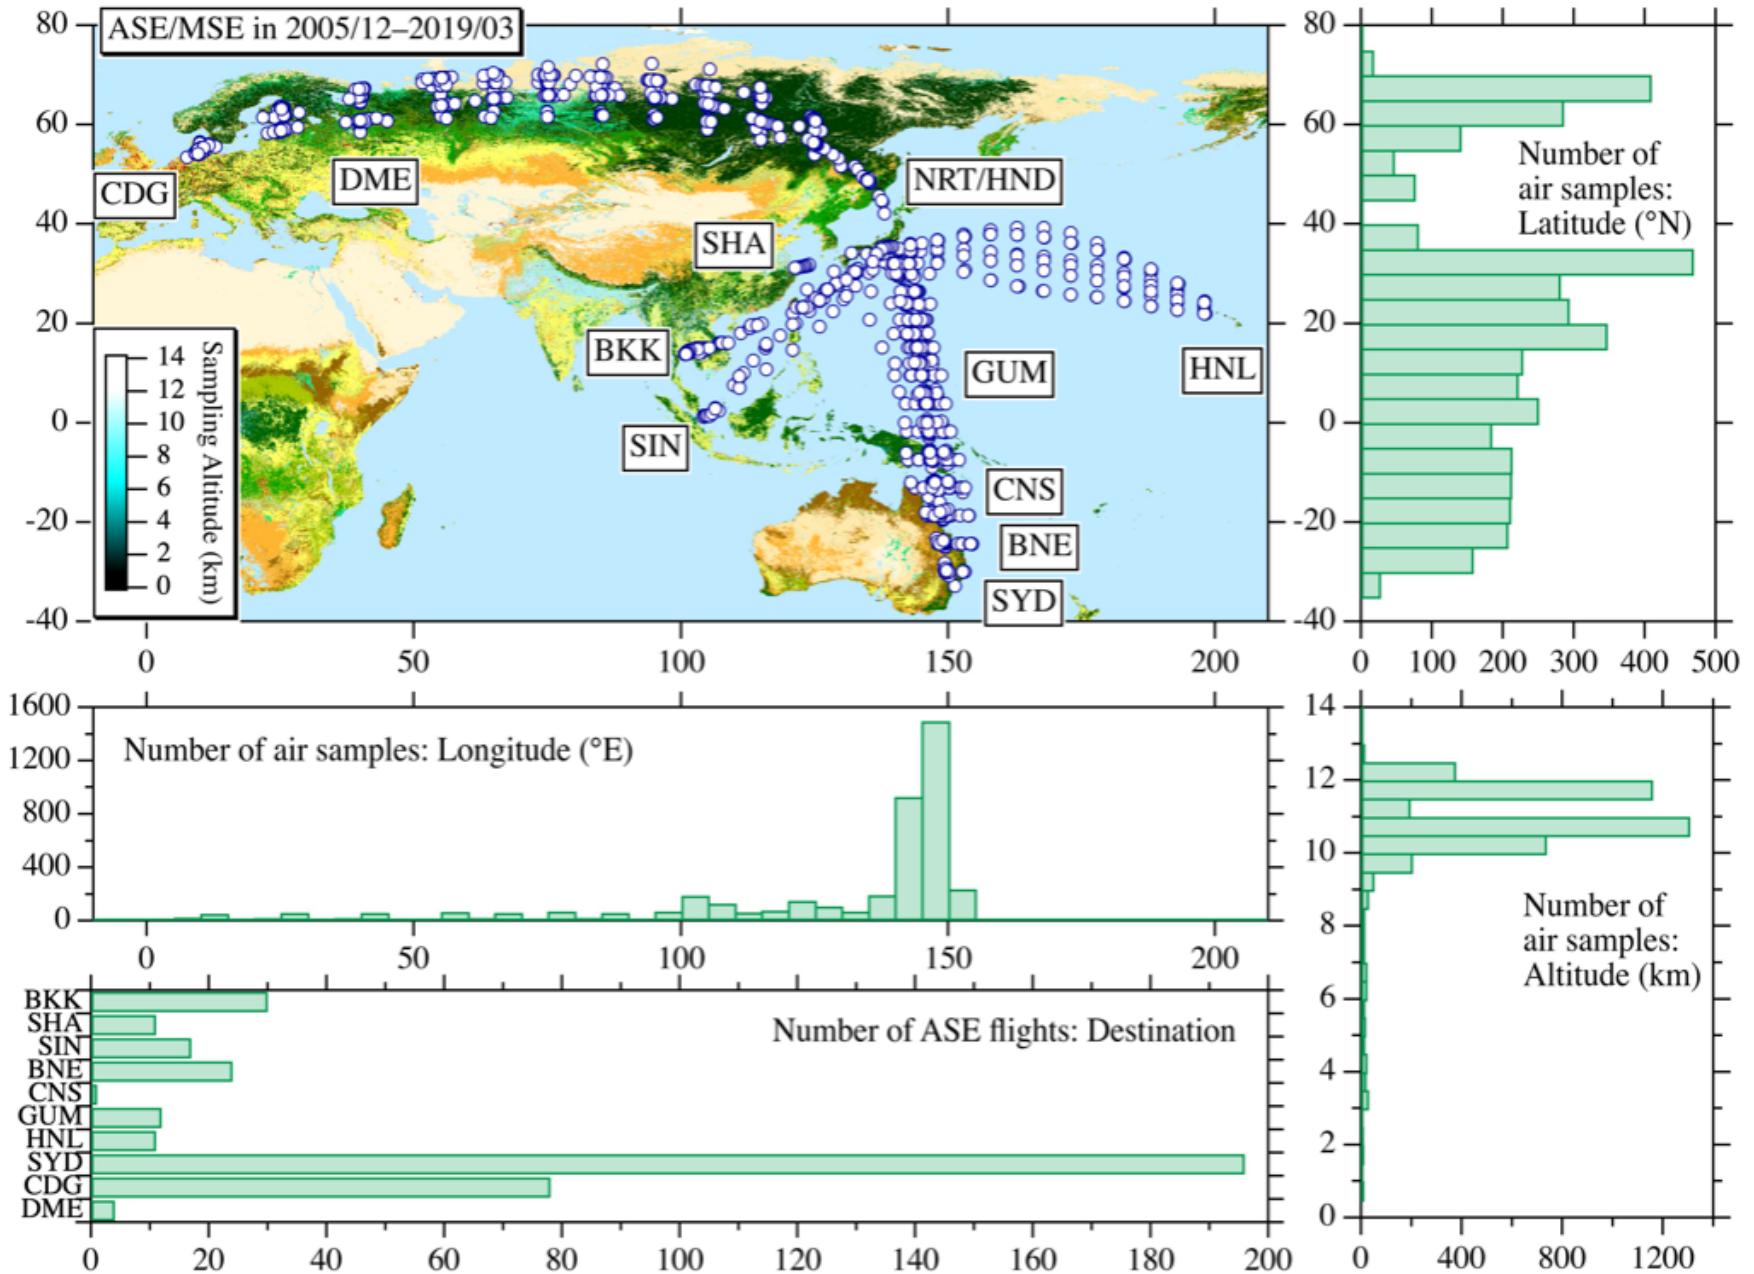 ASE/MSE in 2005/12–2019/03
80
60
40
20
0
-20
-40
CDG
DME
NRT/HND
SHA
BKK
SIN
GUM
HNL
CNS
BNE
SYD
14
12
10
8
6
4
2
0
Sampling Altitude (km)
0
50
100
150
200
80
60
40
20
0
-20
-40
Number of
air samples:
Latitude (°N)
0 100 200 300 400 500
1600
1200
800
400
0
Number of air samples: Longitude (°E)
0
50
100
150
200
14
12
10
8
6
4
2
0
Number of
air samples:
Altitude (km)
0 400 800 1200
BKK
SHA
SIN
BNE
CNS
GUM
HNL
SYD
CDG
DME
Number of ASE flights: Destination
0 20 40 60 80 100 120 140 160 180 200